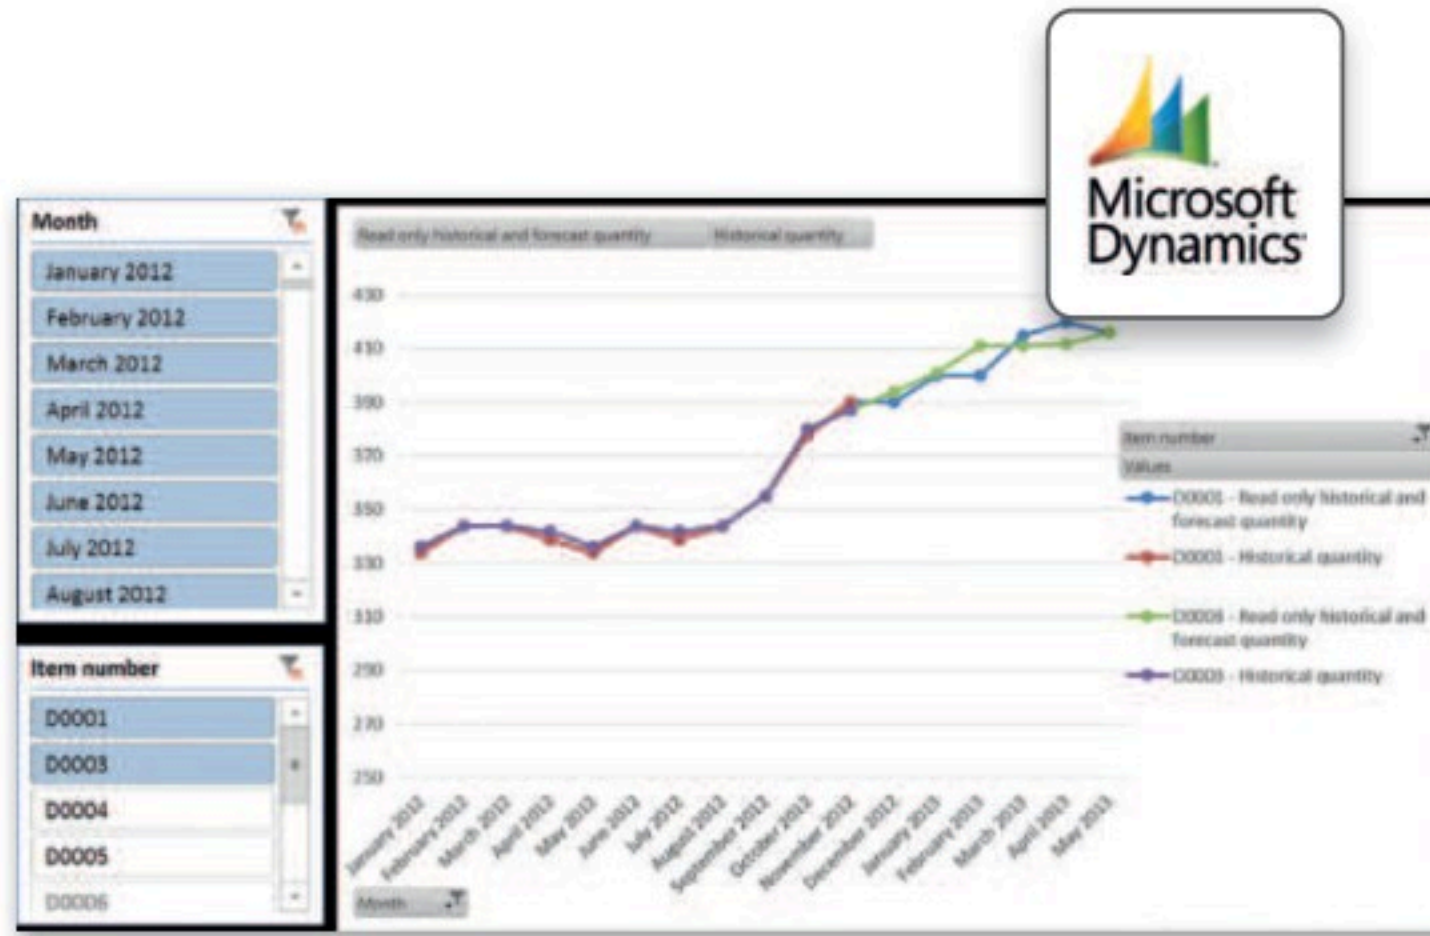 Microsoft
Dynamics
Month
January 2012
February 2012
March 2012
April 2012
May 2012
June 2012
July 2012
August 2012
Item number
D0001
D0003
D0004
D0005
D0006
Read only historical and forecast quantity
Historical quantity
430
410
390
370
350
330
310
290
270
250
January 2012
February 2012
March 2012
April 2012
May 2012
June 2012
July 2012
August 2012
September 2012
October 2012
November 2012
December 2012
January 2013
February 2013
March 2013
April 2013
May 2013
Month
Item number
Values
D0001 - Read only historical and
forecast quantity
D0001 - Historical quantity
D0003 - Read only historical and
forecast quantity
D0003 - Historical quantity